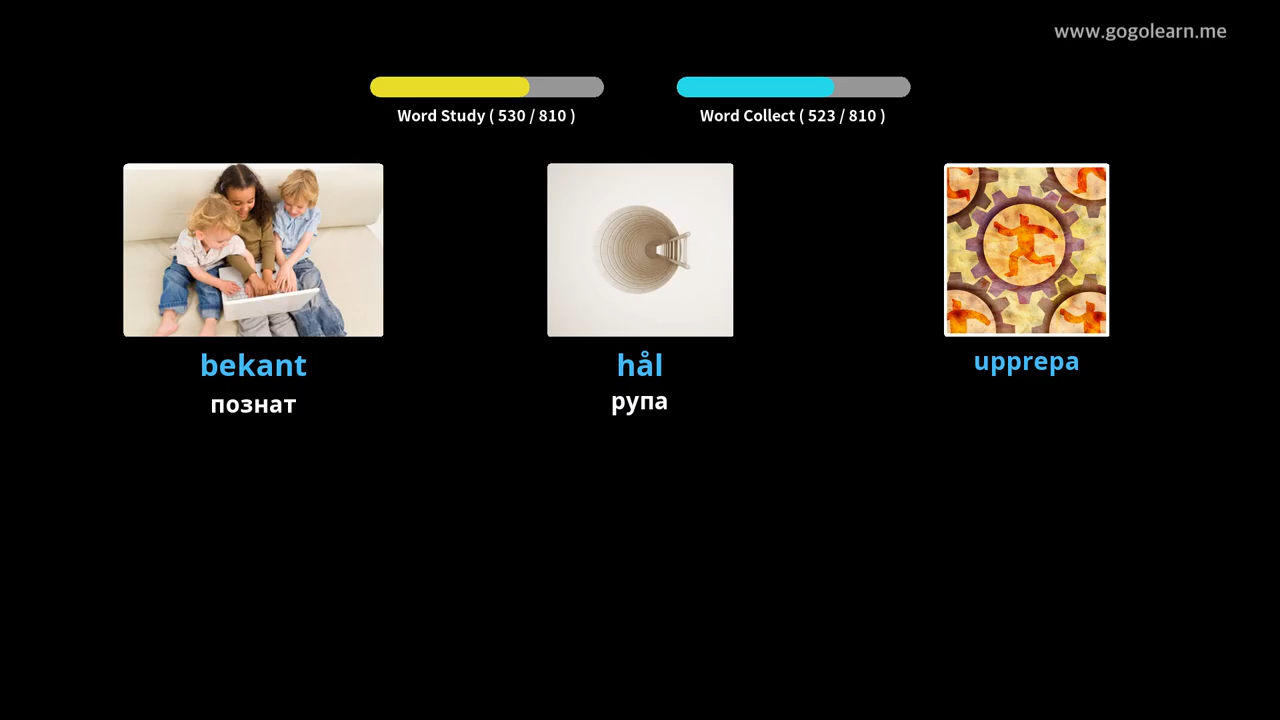 www.gogolearn.me
Word Study ( 530 / 810 )
Word Collect ( 523 / 810 )
bekant
познат
hål
рупа
upprepa